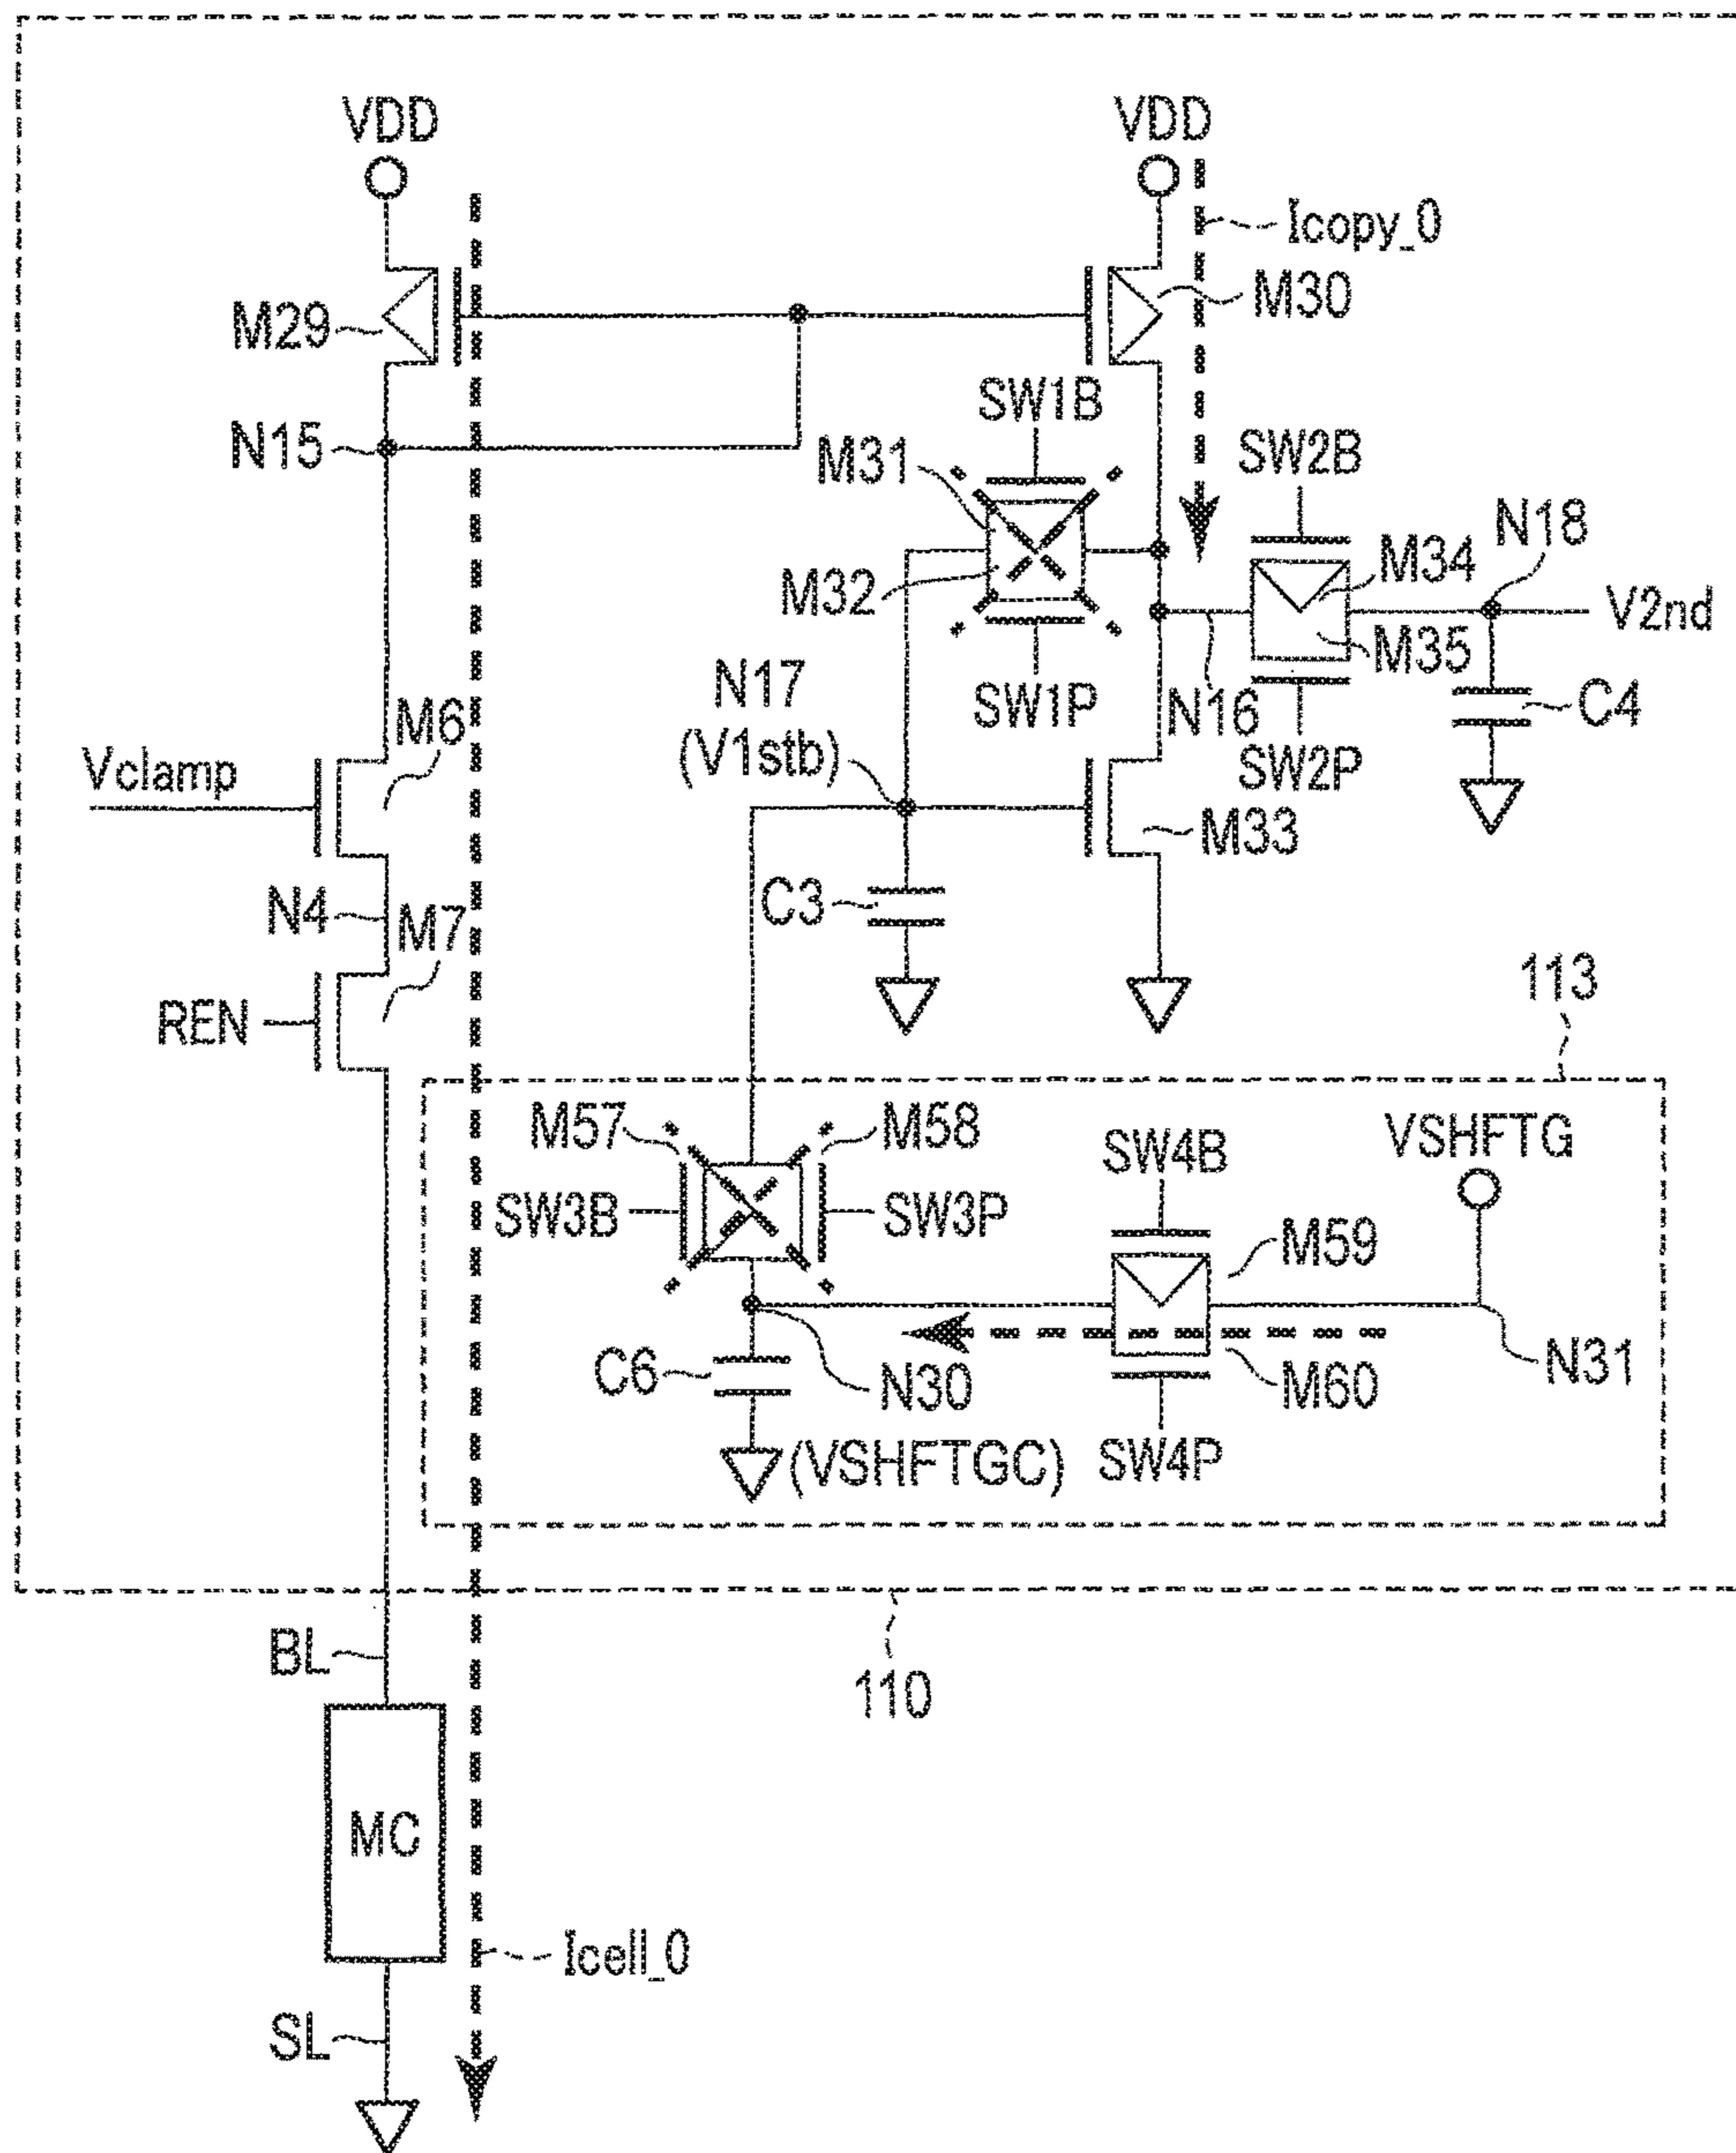 VDD
VDD
Icopy_0
M29
M30
SW1B
N15
M31
SW2B
N18
M34
M32
V2nd
M35
N17
(V1stb)
SW1P
N16
C4
M6
SW2P
Vclamp
M33
C3
N4
M7
113
REN
M57
M58
SW4B
VSHFTG
SW3B
SW3P
M59
C6
N30
M60
N31
(VSHFTGC)
SW4P
BL
110
MC
Icell_0
SL